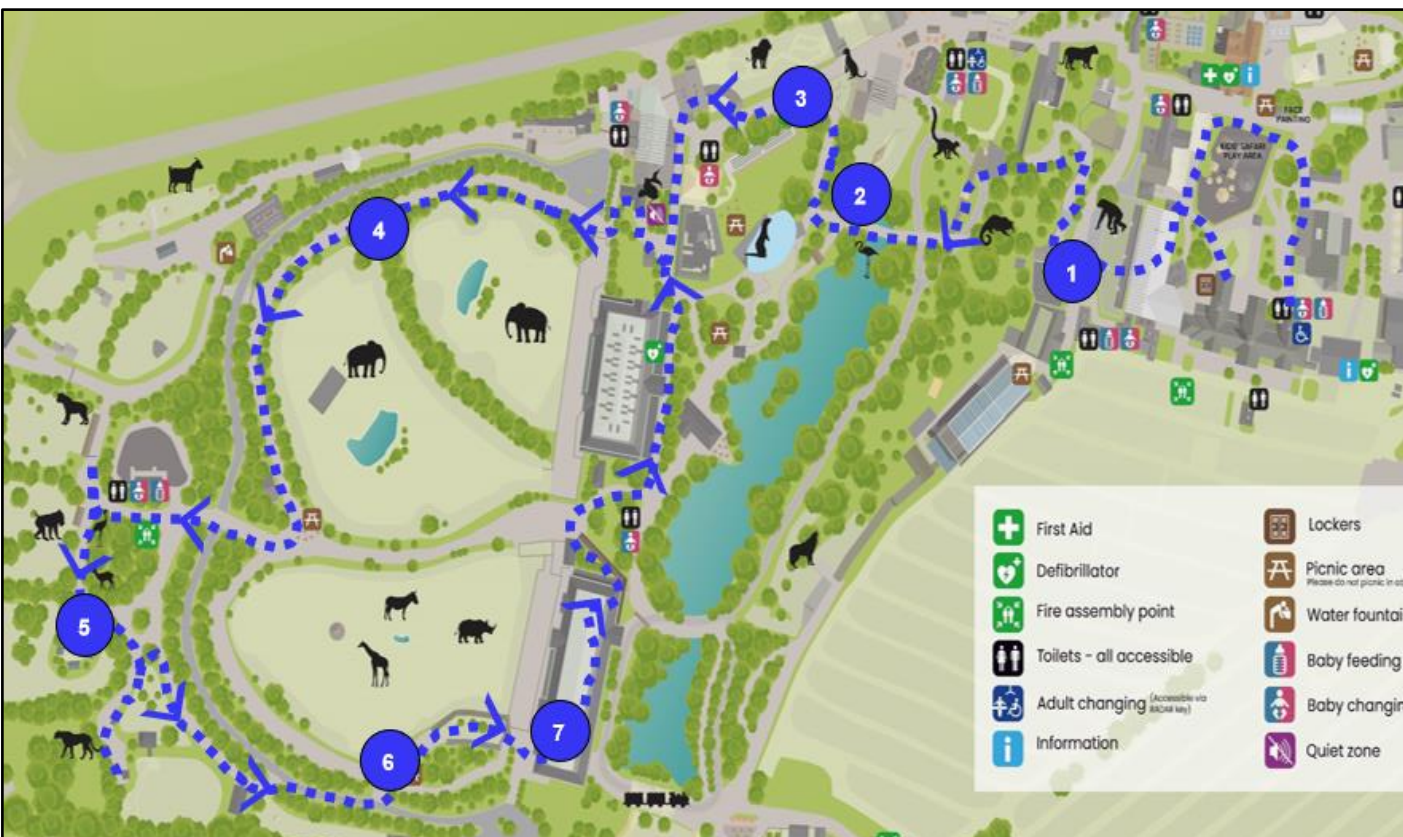 FACE
PAINTING
KIDS' SAFARI
PLAY AREA
3
2
4
1
5
6
7
First Aid
Defibrillator
Fire assembly point
Toilets - all accessible
Adult changing (Accessible via
RADAR key)
Information
Lockers
Picnic area
Please do not picnic in
Water fountai
Baby feeding
Baby changin
Quiet zone